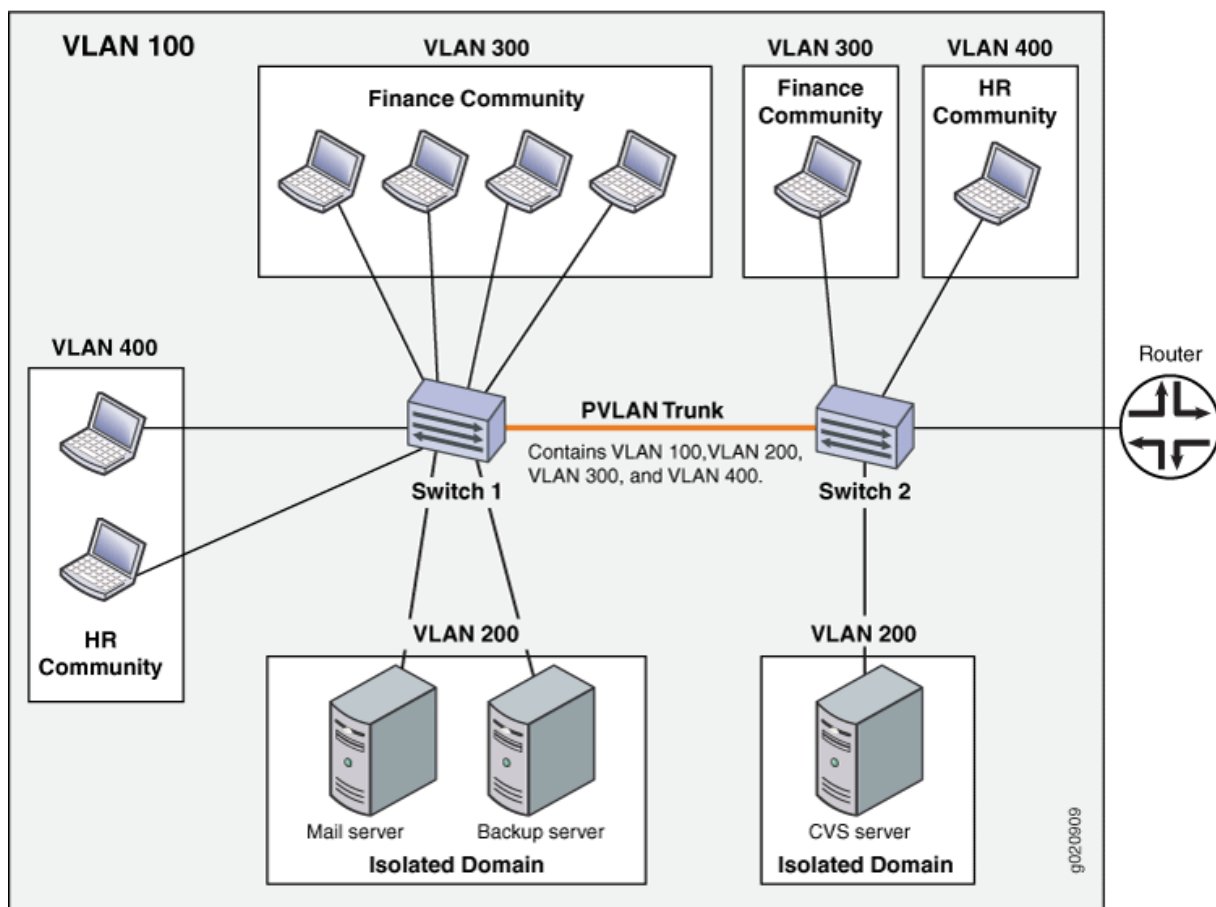 VLAN 100
VLAN 300
Finance Community
VLAN 300
Finance
Community
VLAN 400
HR
Community
VLAN 400
HR
Community
Switch 1
PVLAN Trunk
Contains VLAN 100,VLAN 200,
VLAN 300, and VLAN 400.
Switch 2
Router
VLAN 200
Mail server
Backup server
Isolated Domain
VLAN 200
CVS server
Isolated Domain
g020909